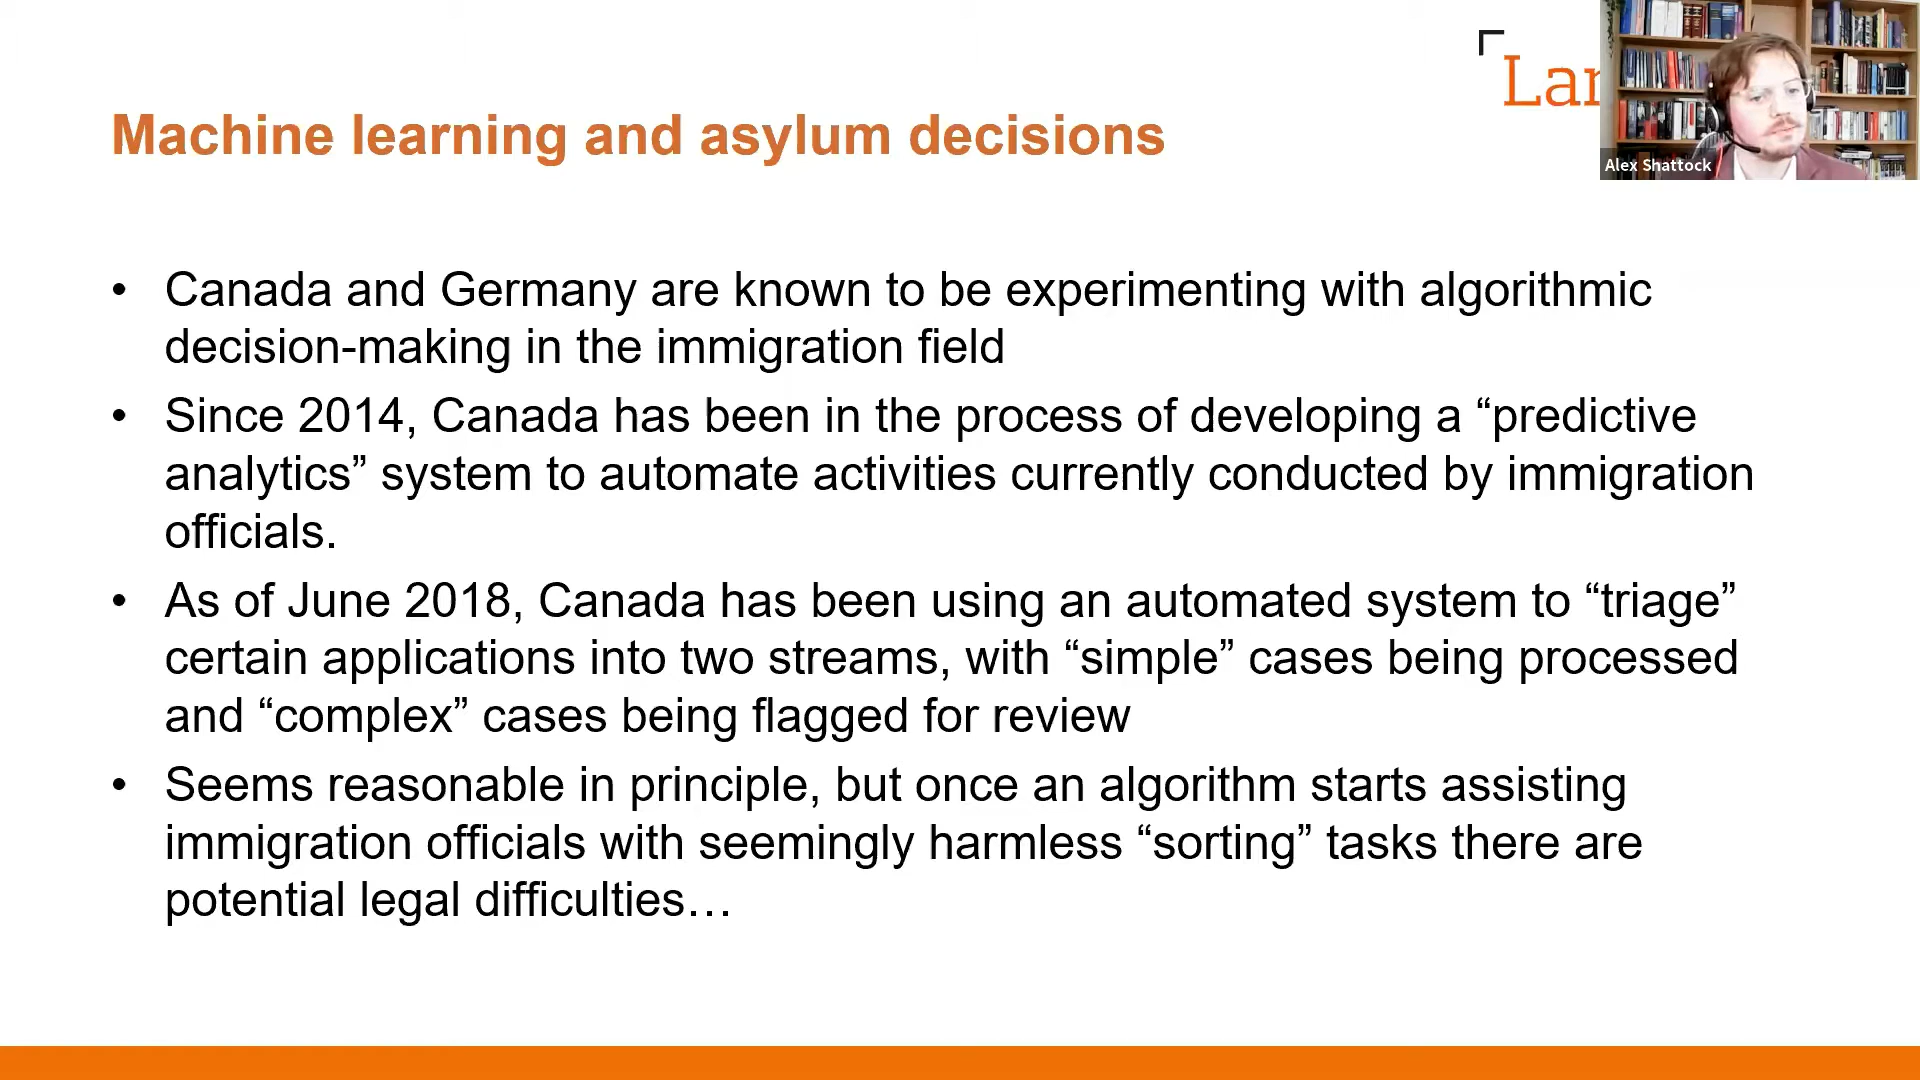 Lan
Alex Shattock
Machine learning and asylum decisions
• Canada and Germany are known to be experimenting with algorithmic
decision-making in the immigration field
• Since 2014, Canada has been in the process of developing a “predictive
analytics” system to automate activities currently conducted by immigration
officials.
• As of June 2018, Canada has been using an automated system to “triage”
certain applications into two streams, with “simple” cases being processed
and “complex” cases being flagged for review
• Seems reasonable in principle, but once an algorithm starts assisting
immigration officials with seemingly harmless “sorting” tasks there are
potential legal difficulties…